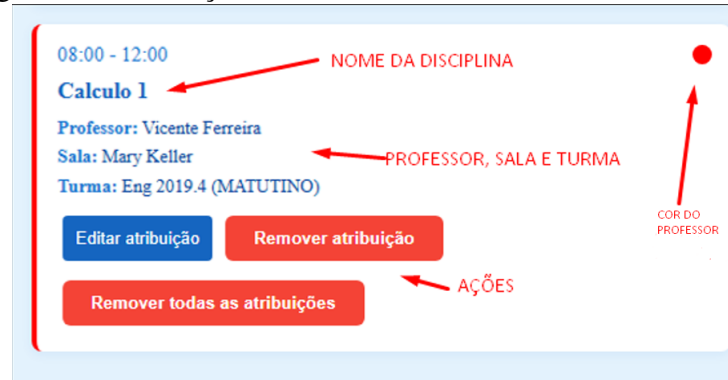 08:00 - 12:00
NOME DA DISCIPLINA
Calculo 1
Professor: Vicente Ferreira
Sala: Mary Keller
PROFESSOR, SALA E TURMA
Turma: Eng 2019.4 (MATUTINO)
COR DO
PROFESSOR
Editar atribuição
Remover atribuição
AÇÕES
Remover todas as atribuições